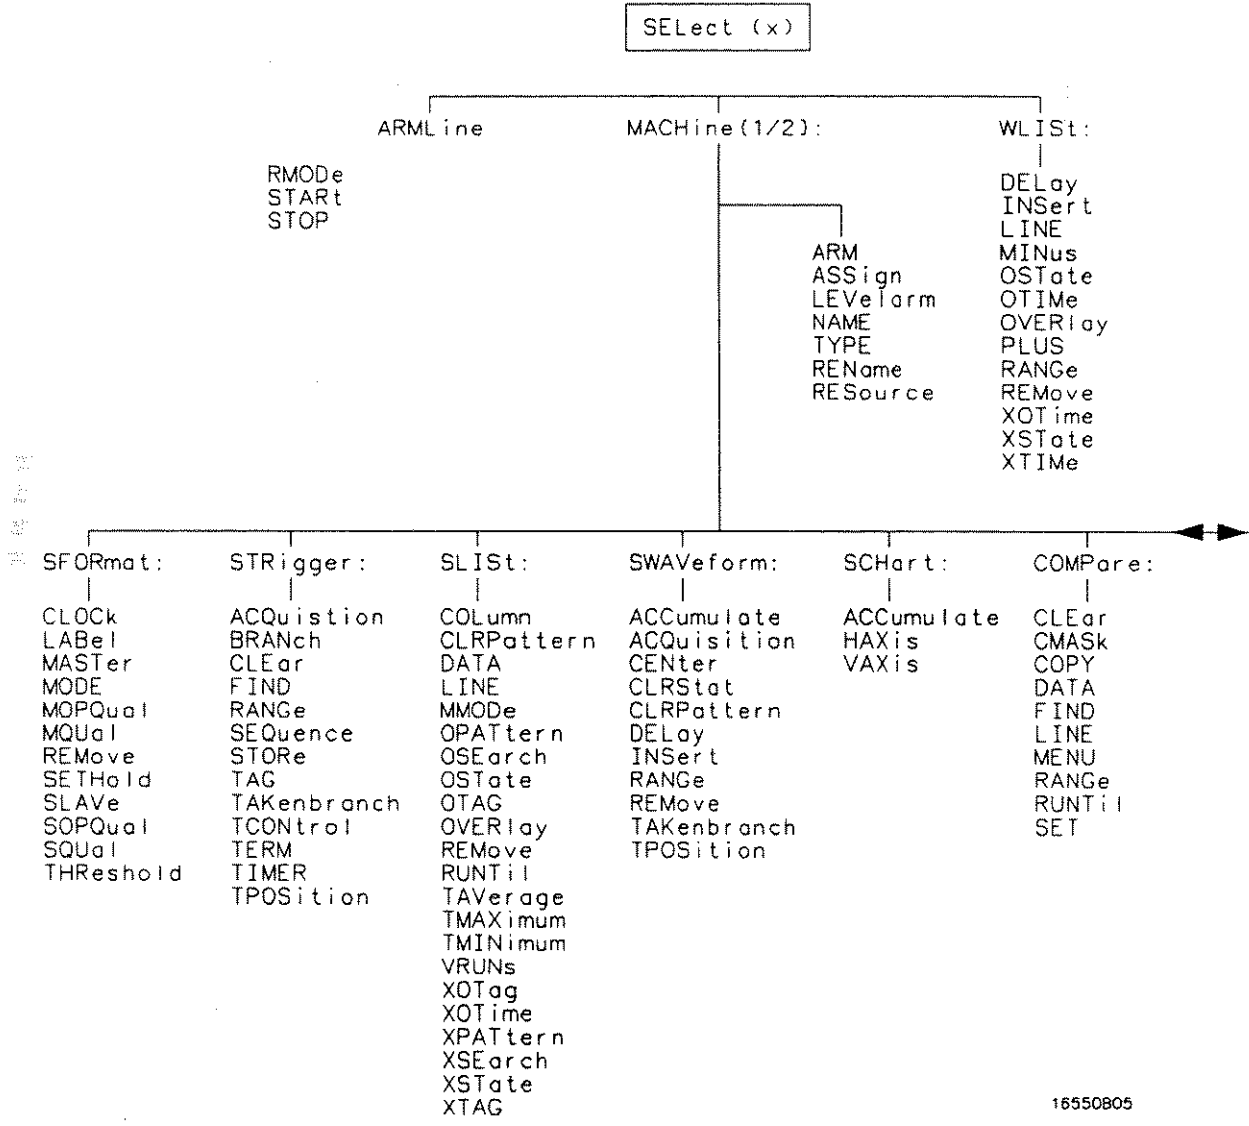 SELect (x)
ARMLine
MACHine(1/2):
WLISt:
RMODe
STARt
STOP
DELay
INSert
LINE
MINus
OSTate
OTIMe
OVERlay
PLUS
RANGe
REMove
XOTime
XSTate
XTIMe
ARM
ASSign
LEVelarm
NAME
TYPE
REName
RESource
SFORmat:
CLOCk
LABel
MASTer
MODE
MOPQual
MQUal
REMove
SETHold
SLAVe
SOPQual
SQUal
THReshold
STRigger:
ACQuistion
BRANch
CLEar
FIND
RANGe
SEQuence
STORe
TAG
TAKenbranch
TCONtrol
TERM
TIMER
TPOSition
SLISt:
COLumn
CLRPattern
DATA
LINE
MMODe
OPATtern
OSEarch
OSTate
OTAG
OVERlay
REMove
RUNTil
TAVerage
TMAXimum
TMINimum
VRUNs
XOTag
XOTime
XPATtern
XSEarch
XSTate
XTAG
SWAVeform:
ACCumulate
ACQuisition
CENter
CLRStat
CLRPattern
DELay
INSert
RANGe
REMove
TAKenbranch
TPOSition
SCHart:
ACCumulate
HAXis
VAXis
COMPare:
CLEar
CMASk
COPY
DATA
FIND
LINE
MENU
RANGe
RUNTil
SET
16550B05